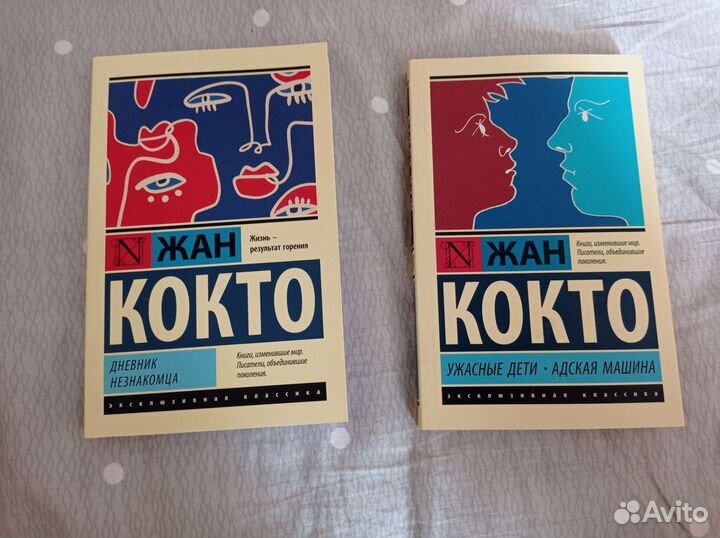 N ЖАН
Жизнь –
результат горения
КОКТО
ДНЕВНИК
НЕЗНАКОМЦА
Книги, изменившие мир.
Писатели, объединившие
поколения.
эксклюзивная классика
N ЖАН
Книги, изменившие мир.
Писатели, объединившие
поколения.
КОКТО
УЖАСНЫЕ ДЕТИ • АДСКАЯ МАШИНА
эксклюзивная классика
Avito